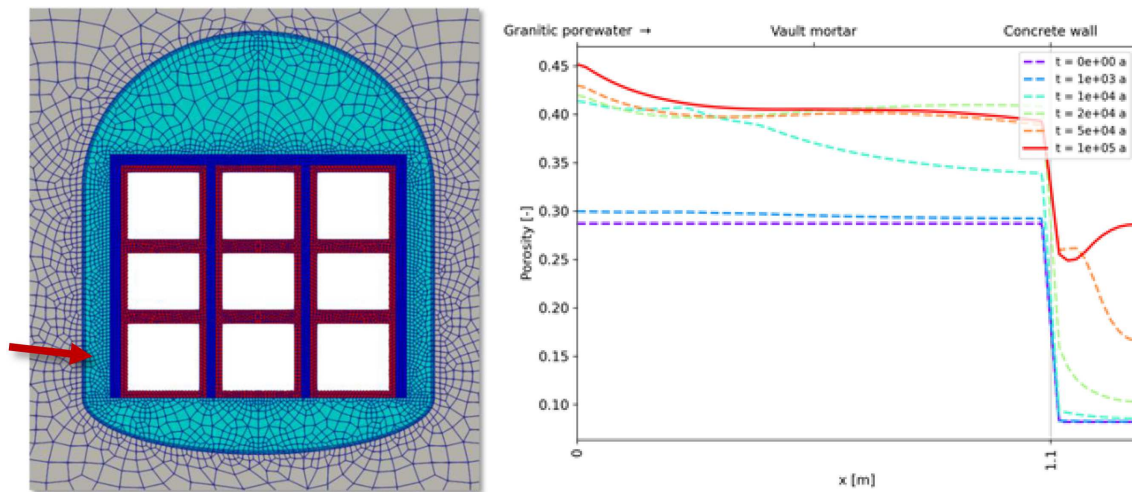 Granitic porewater →
Vault mortar
Concrete wall
t = 0e+00 a
t = 1e+03 a
t = 1e+04 a
t = 2e+04 a
t = 5e+04 a
t = 1e+05 a
Porosity [-]
0.45
0.40
0.35
0.30
0.25
0.20
0.15
0.10
0
1.1
x [m]